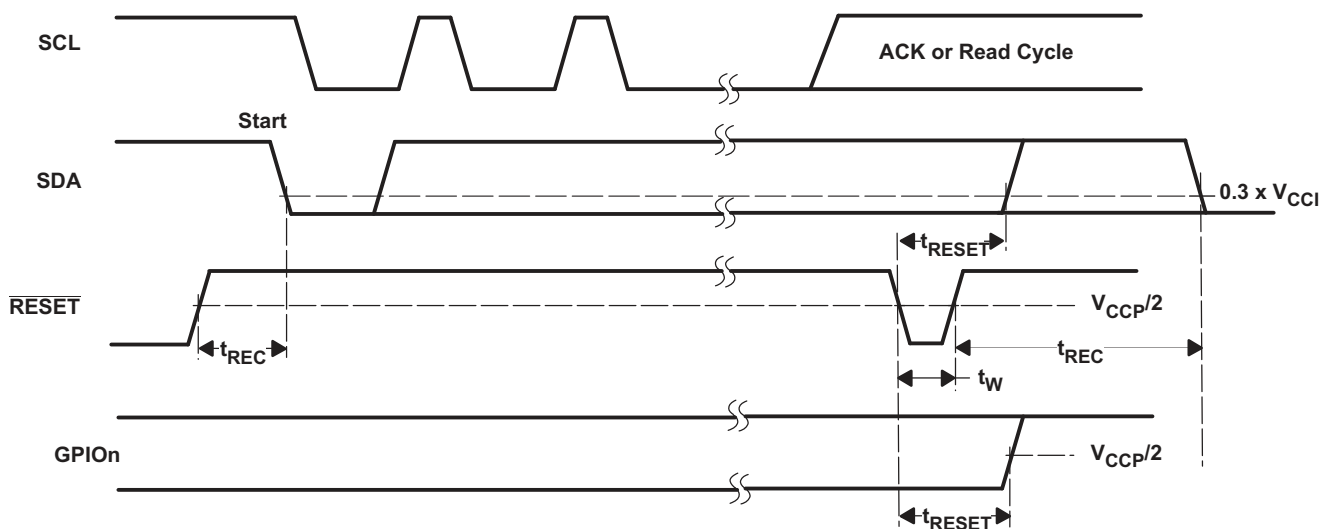 SCL
ACK or Read Cycle
Start
SDA
0.3 x VCCI
tRESET
RESET
VCCP/2
tREC
tREC
tW
GPIOn
VCCP/2
tRESET